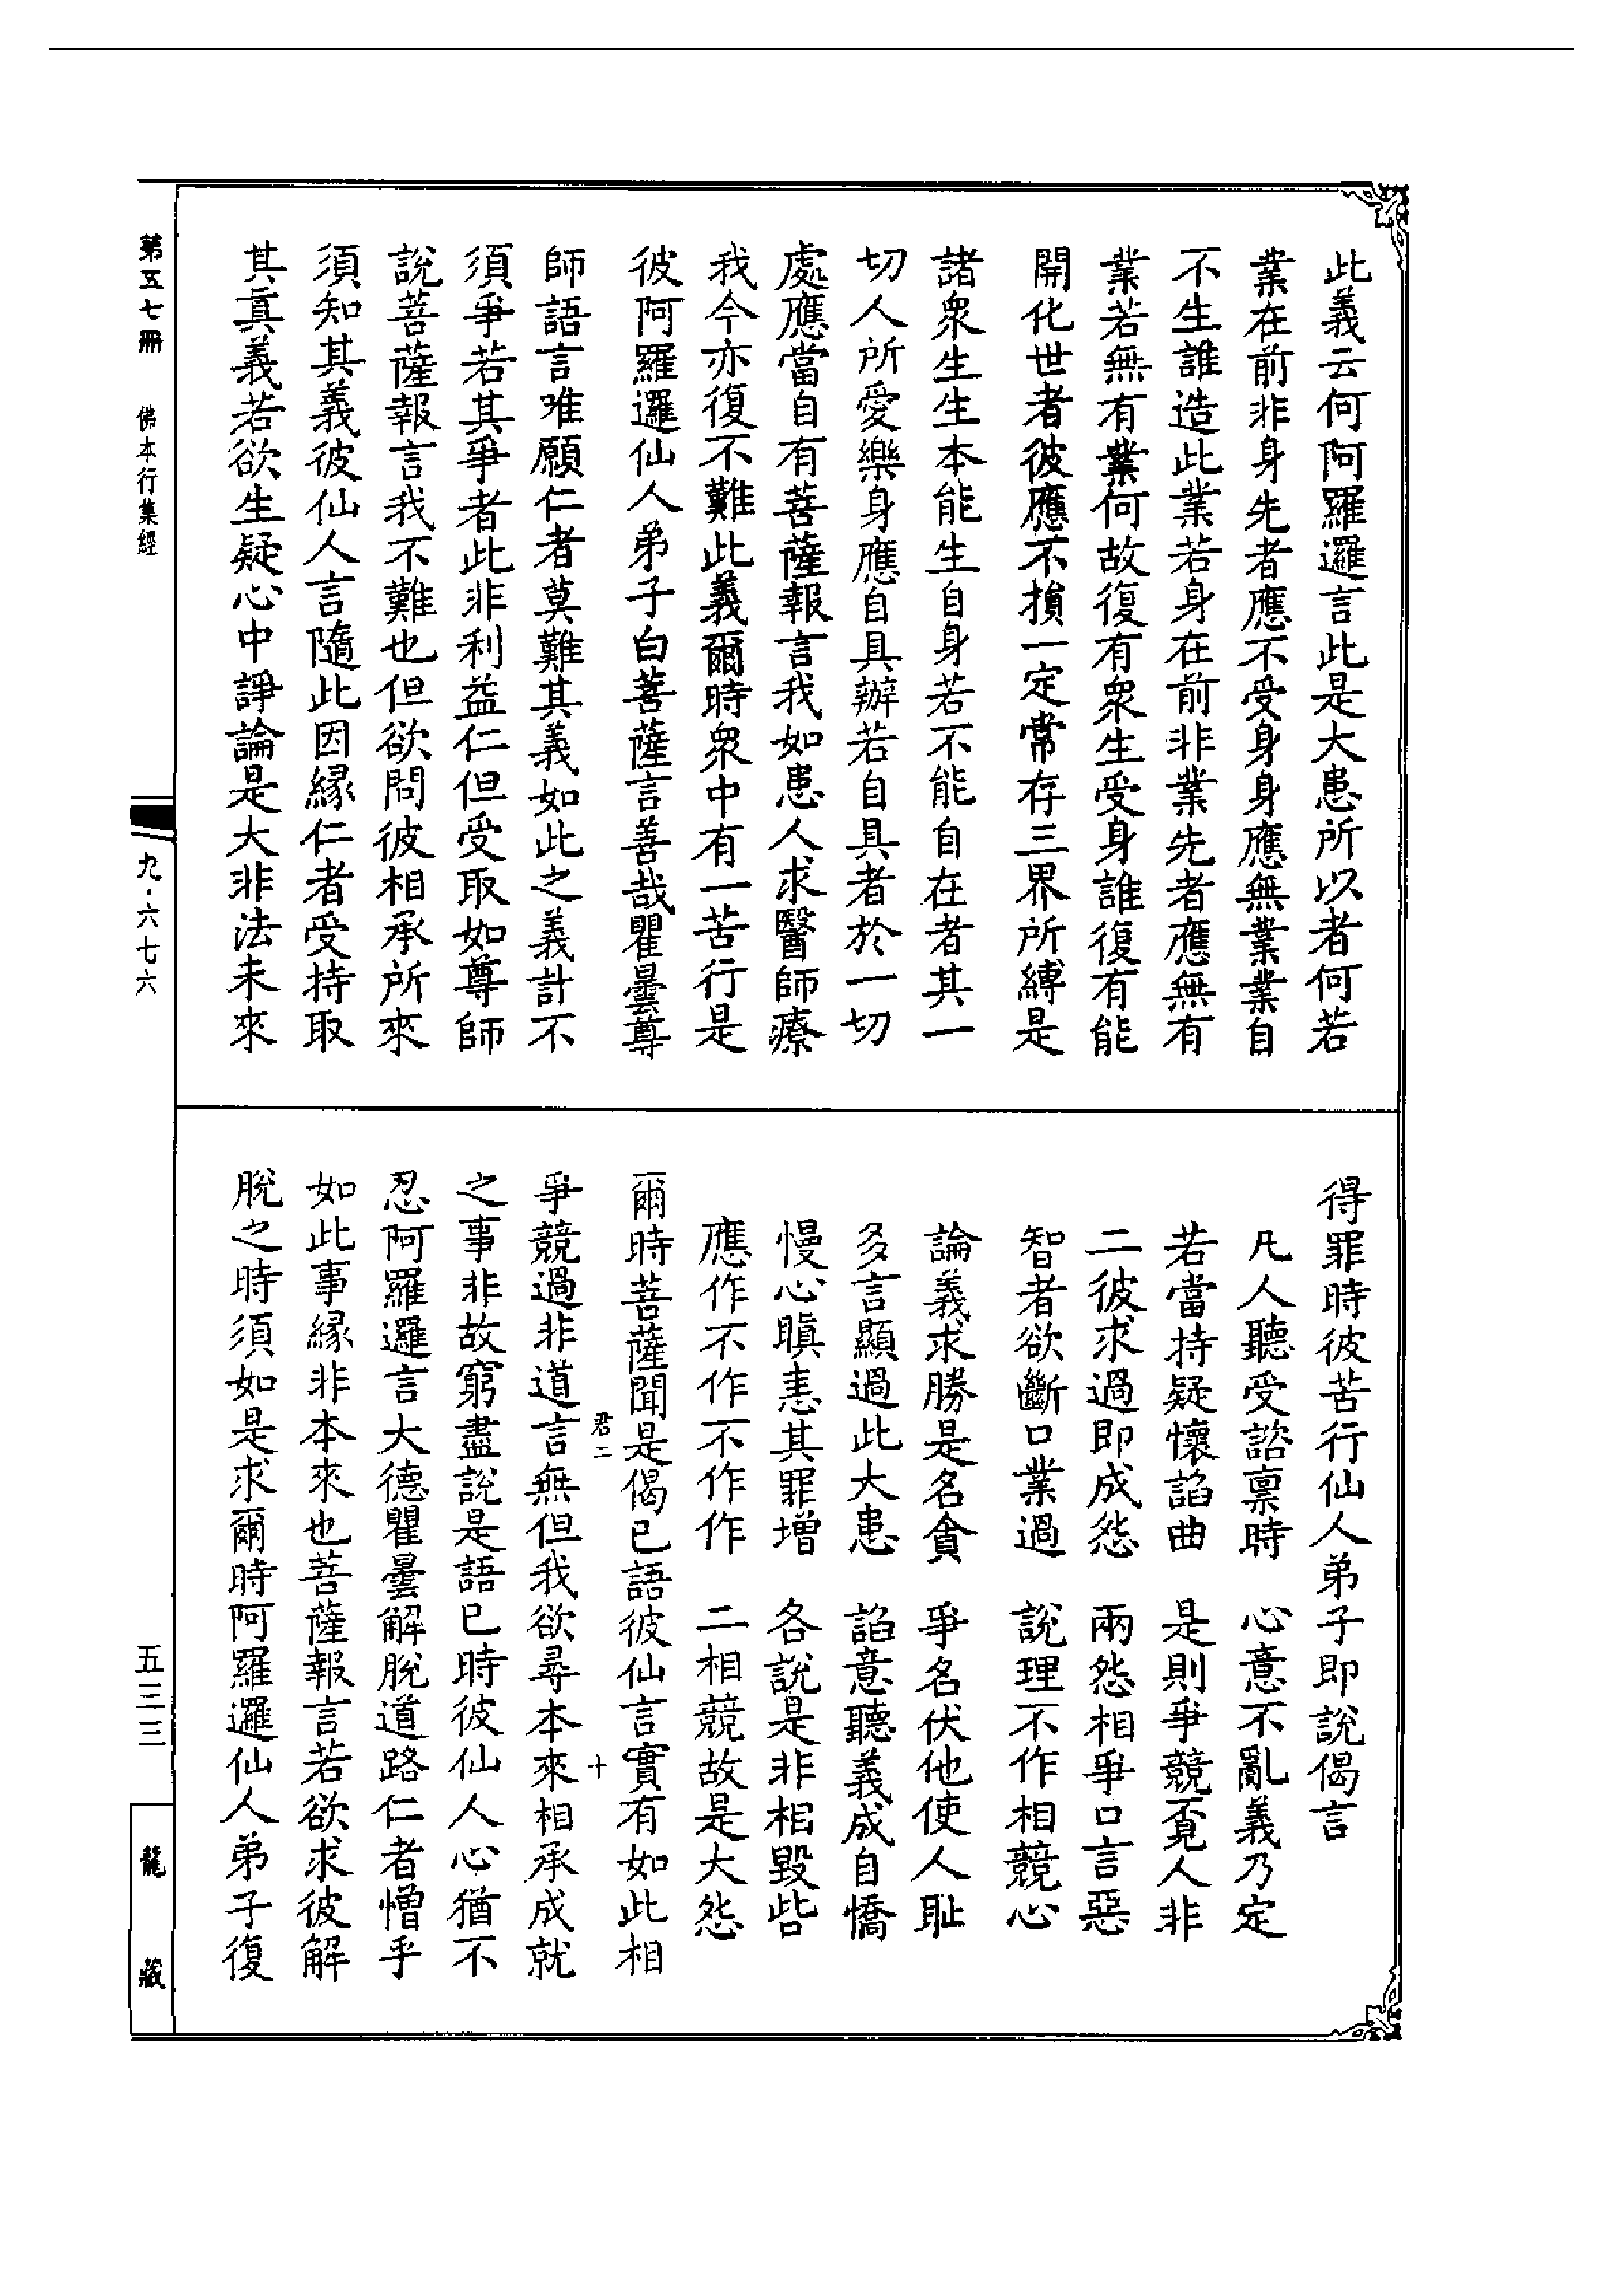 此義云何阿羅邏言此是大患所以者何若
業在前非身先者應不受身身應無業業自
不生誰造此業若身在前非業先者應無有
業若無有業何故復有衆生受身誰復有能
開化世者彼應不損一定常存三界所縛是
諸衆生生本能生自身若不能自在者其一
切人所愛樂身應自具辦若自具者於一切
處應當自有菩薩報言我如患人求醫師療
我今亦復不難此義爾時衆中有一苦行是
彼阿羅邏仙人弟子白菩薩言善哉瞿曇尊
師語言唯願仁者莫難其義如此之義計不
須爭若其爭者此非利益仁但受取如尊師
說菩薩報言我不難也但欲問彼相承所來
須知其義彼仙人言隨此因緣仁者受持取
其真義若欲生疑心中諍論是大非法未來
得罪時彼苦行仙人弟子即說偈言
凡人聽受諮稟時　心意不亂義乃定
若當持疑懷諂曲　是則爭競覔人非
二彼求過即成怨　兩怨相爭口言惡
智者欲斷口業過　說理不作相競心
論義求勝是名貪　爭名伏他使人恥
多言顯過此大患　諂意聽義成自憍
慢心瞋恚其罪增　各說是非相毀呰
應作不作不作作　二相競故是大怨
爾時菩薩聞是偈已語彼仙言實有如此相
君二　十
爭競過非道言無但我欲尋本來相承成就
之事非故窮盡說是語已時彼仙人心猶不
忍阿羅邏言大德瞿曇解脫道路仁者憎乎
如此事緣非本來也菩薩報言若欲求彼解
脫之時須如是求爾時阿羅邏仙人弟子復
第五七冊　佛本行集經
九·六七六
五三三
龍藏